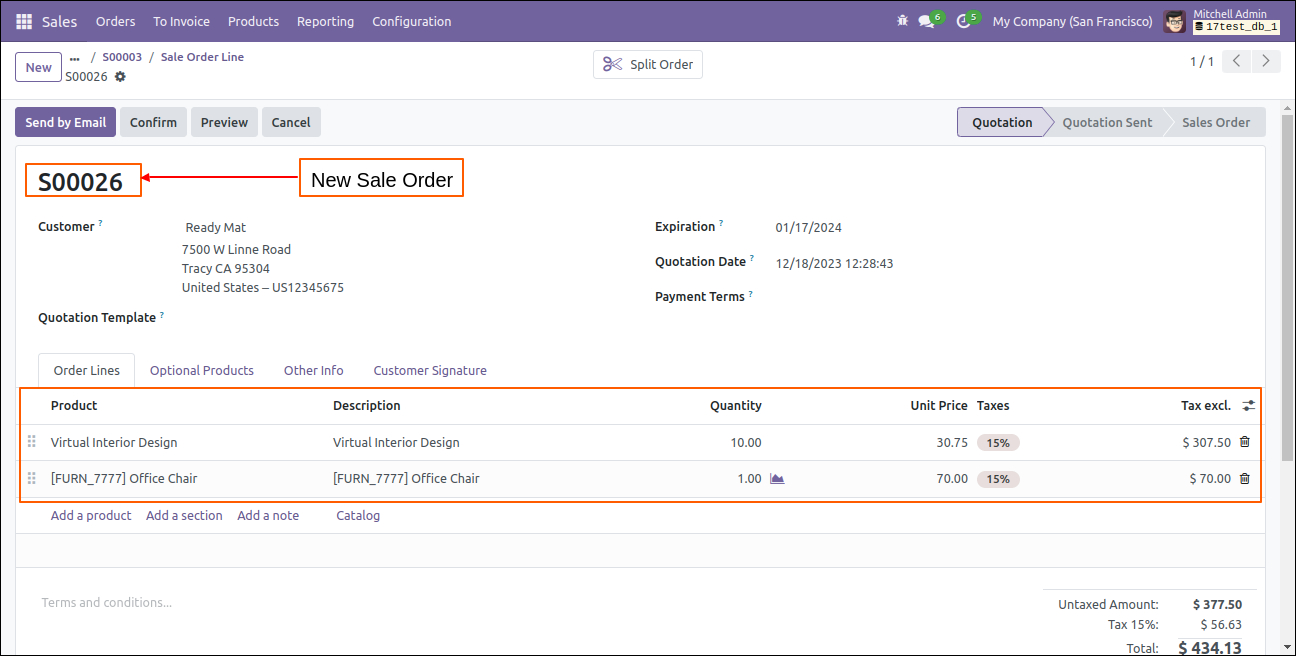 Sales Orders To Invoice Products Reporting Configuration 6 5 My Company (San Francisco) Mitchell Admin
17test_db_1
New ... / S00003 / Sale Order Line
S00026
Split Order
1 / 1
Send by Email Confirm Preview Cancel
Quotation Quotation Sent Sales Order
S00026
New Sale Order
Customer ? Ready Mat
7500 W Linne Road
Tracy CA 95304
United States – US12345675
Quotation Template ?
Expiration ? 01/17/2024
Quotation Date ? 12/18/2023 12:28:43
Payment Terms ?
Order Lines Optional Products Other Info Customer Signature
Product Description Quantity Unit Price Taxes Tax excl.
Virtual Interior Design Virtual Interior Design 10.00 30.75 15% $ 307.50
[FURN_7777] Office Chair [FURN_7777] Office Chair 1.00 70.00 15% $ 70.00
Add a product Add a section Add a note Catalog
Terms and conditions...
Untaxed Amount: $ 377.50
Tax 15%: $ 56.63
Total: $ 434.13